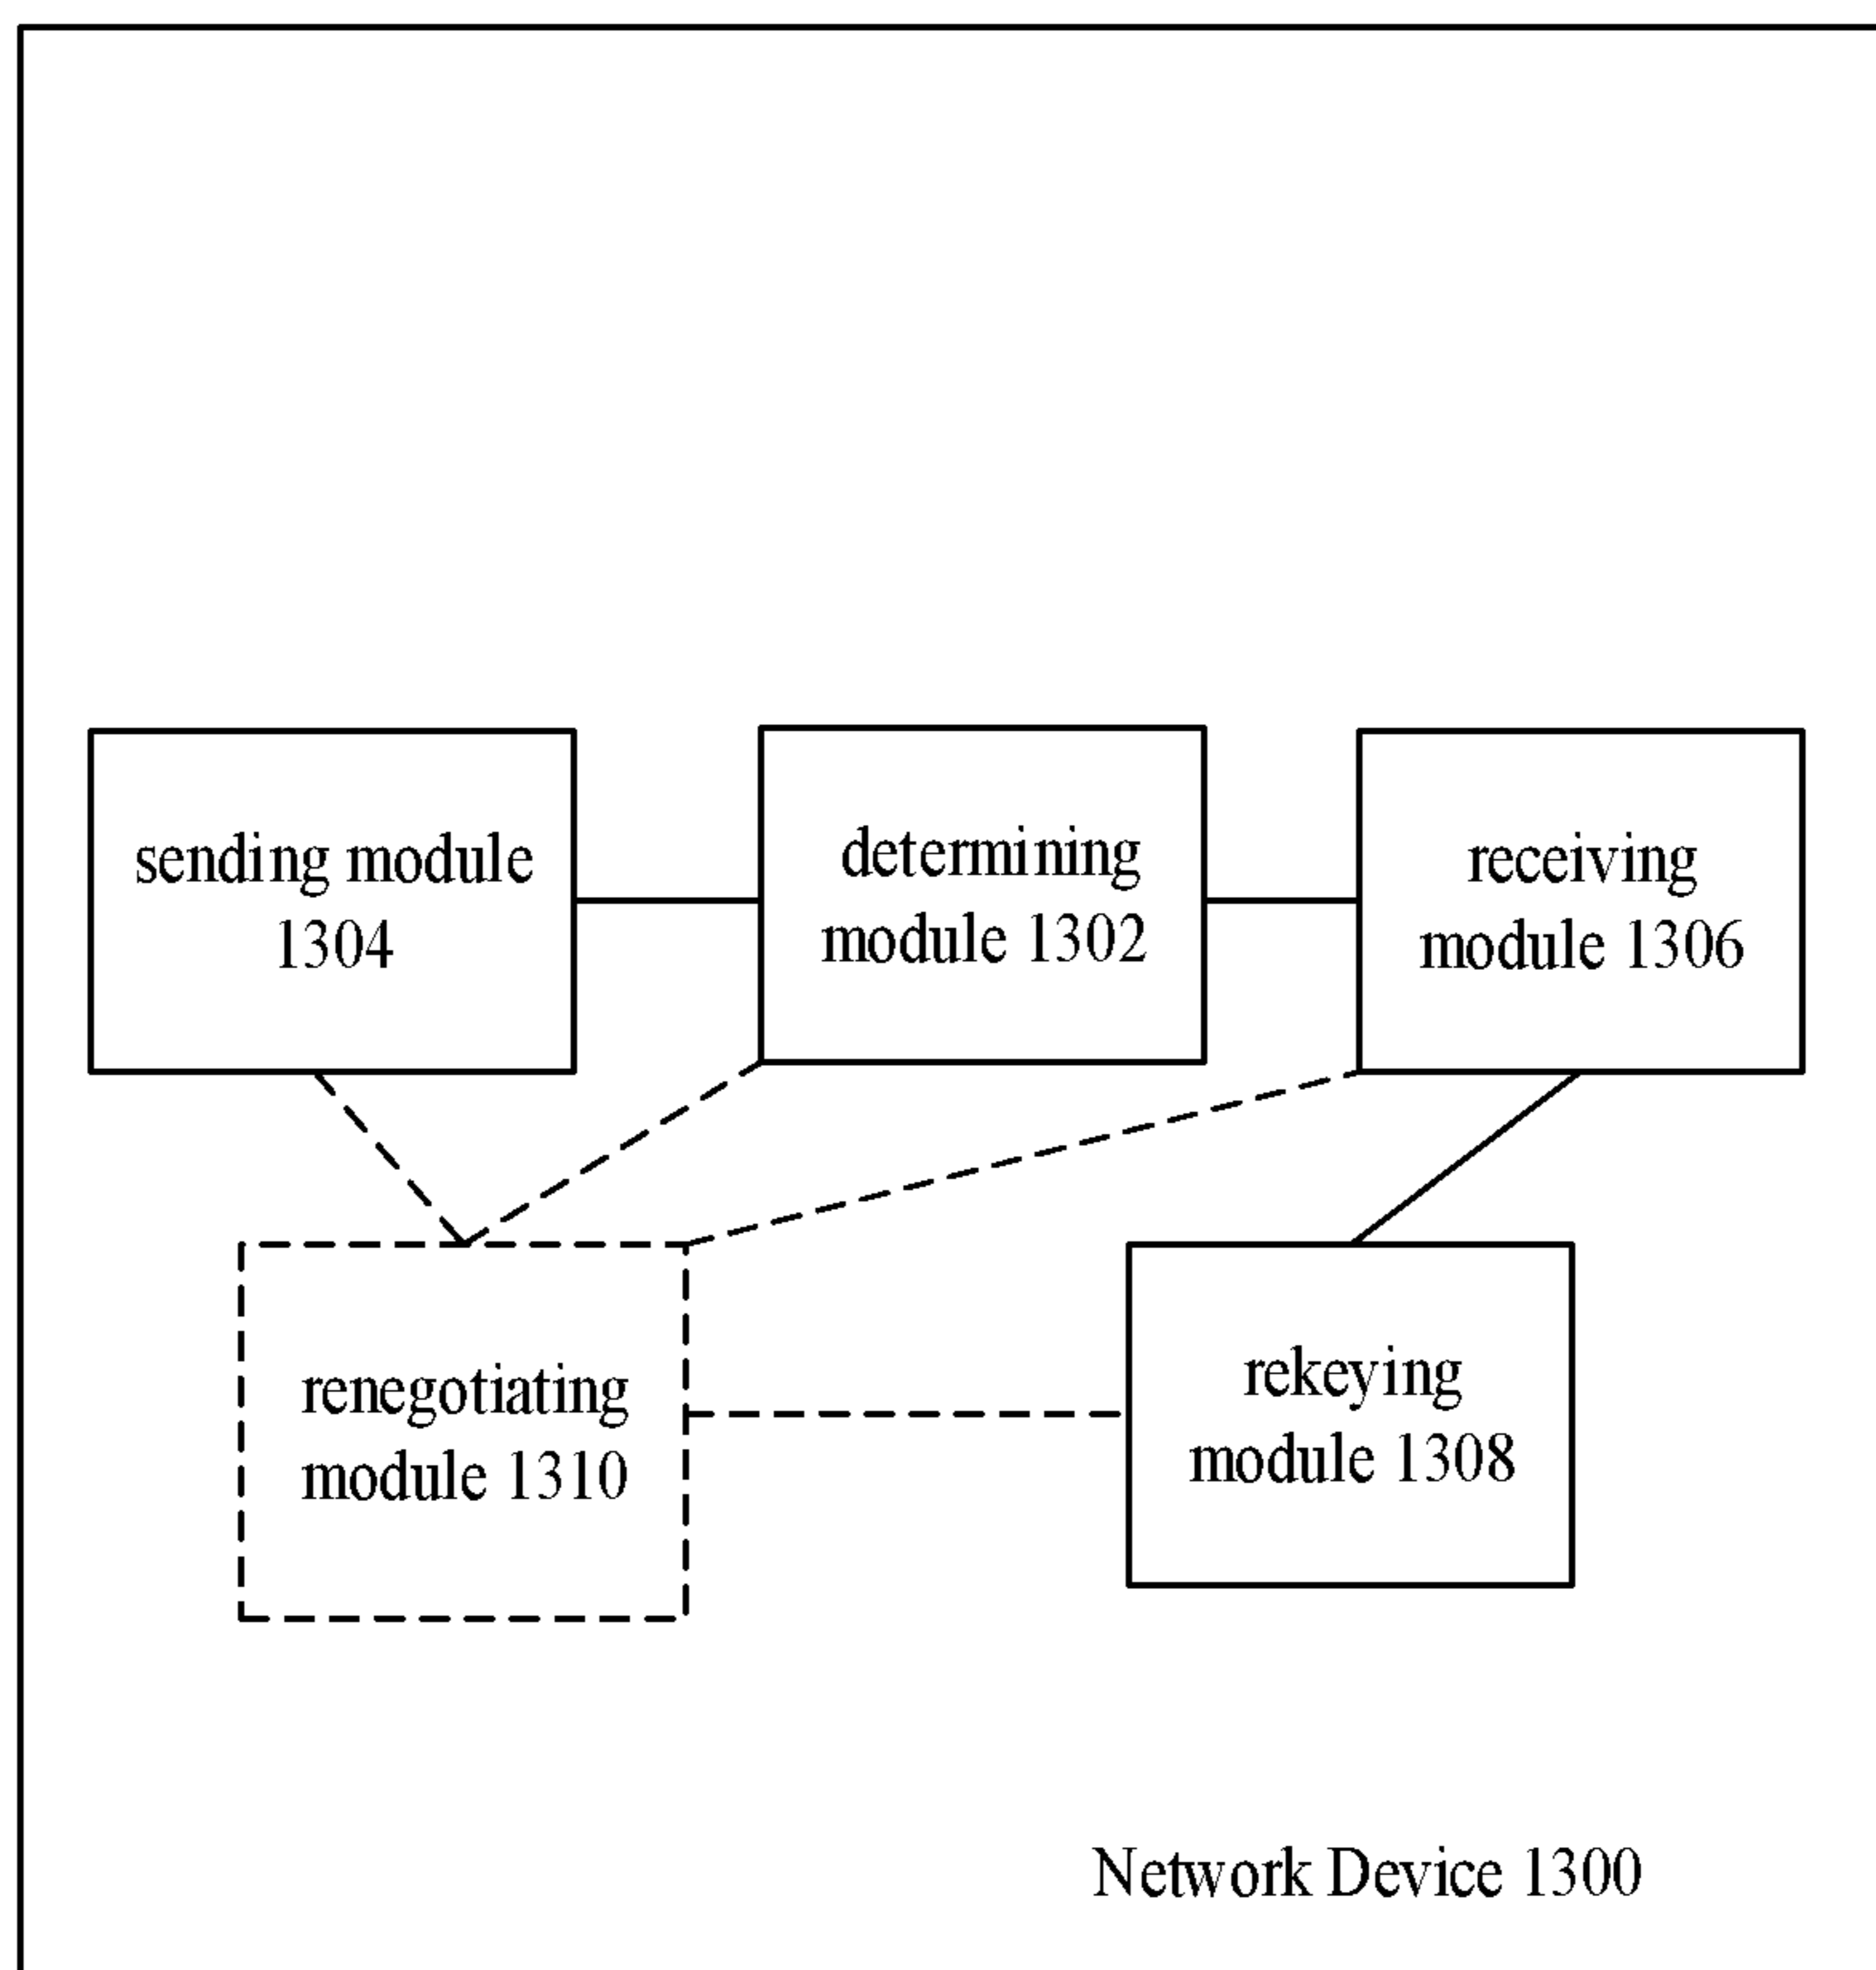 sending module
1304
determining
module 1302
receiving
module 1306
renegotiating
module 1310
rekeying
module 1308
Network Device 1300